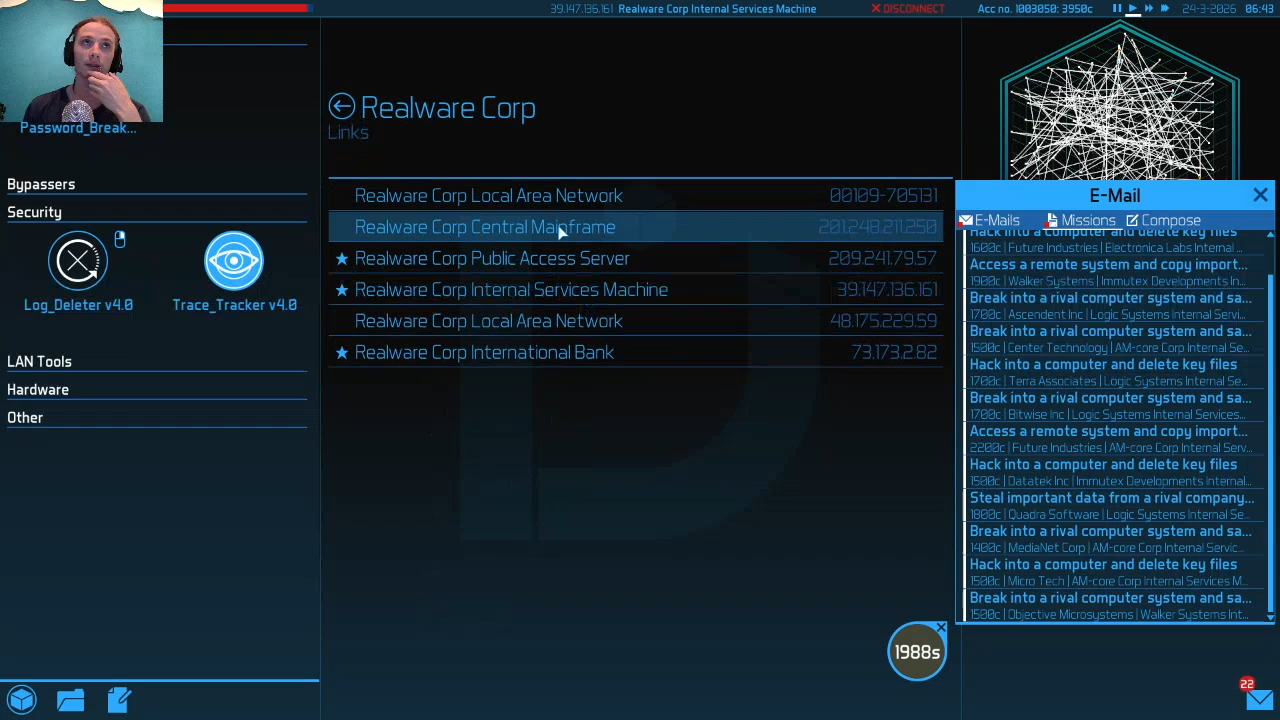 39.147.136.161 Realware Corp Internal Services Machine
DISCONNECT
Acc no. 1003050: 3950c
24-3-2026 06:43
Password_Break...
Bypassers
Security
Log_Deleter v4.0
Trace_Tracker v4.0
LAN Tools
Hardware
Other
Realware Corp
Links
Realware Corp Local Area Network 00109-705131
Realware Corp Central Mainframe 201.248.211.250
Realware Corp Public Access Server 209.241.79.57
Realware Corp Internal Services Machine 39.147.136.161
Realware Corp Local Area Network 48.175.229.59
Realware Corp International Bank 73.173.2.82
1988s
E-Mail
E-Mails Missions Compose
Hack into a computer and delete key files
1600c | Future Industries | Electronica Labs Internal ...
Access a remote system and copy import...
1900c | Walker Systems | Immutex Developments In...
Break into a rival computer system and sa...
1700c | Ascendent Inc | Logic Systems Internal Servi...
Break into a rival computer system and sa...
1500c | Center Technology | AM-core Corp Internal Se...
Hack into a computer and delete key files
1700c | Terra Associates | Logic Systems Internal Se...
Break into a rival computer system and sa...
1700c | Bitwise Inc | Logic Systems Internal Services...
Access a remote system and copy import...
2200c | Future Industries | AM-core Corp Internal Serv...
Hack into a computer and delete key files
1500c | Datatek Inc | Immutex Developments Internal...
Steal important data from a rival company...
1800c | Quadra Software | Logic Systems Internal Se...
Break into a rival computer system and sa...
1400c | MediaNet Corp | AM-core Corp Internal Servic...
Hack into a computer and delete key files
1500c | Micro Tech | AM-core Corp Internal Services M...
Break into a rival computer system and sa...
1500c | Objective Microsystems | Walker Systems Int...
22